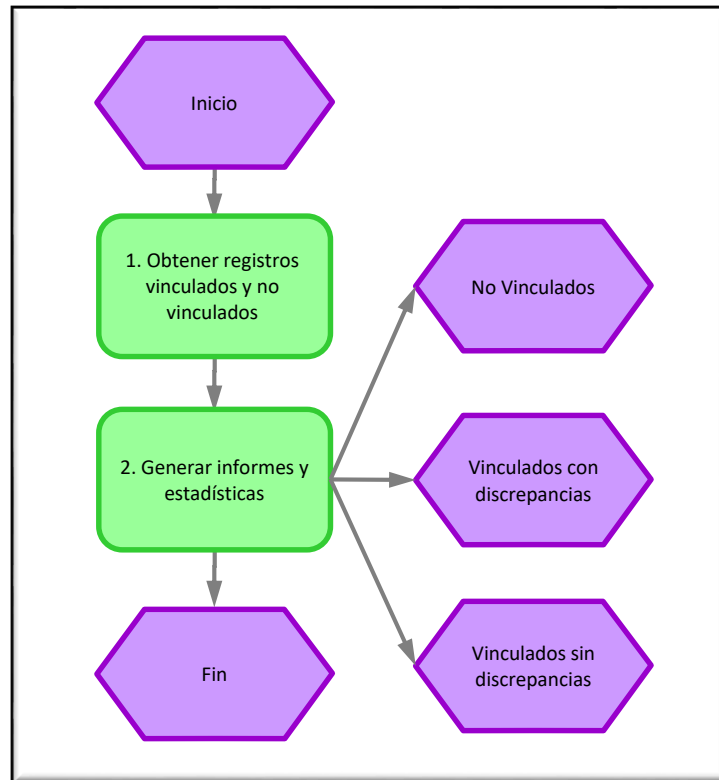 Inicio
1. Obtener registros
vinculados y no
vinculados
No Vinculados
2. Generar informes y
estadísticas
Vinculados con
discrepancias
Fin
Vinculados sin
discrepancias